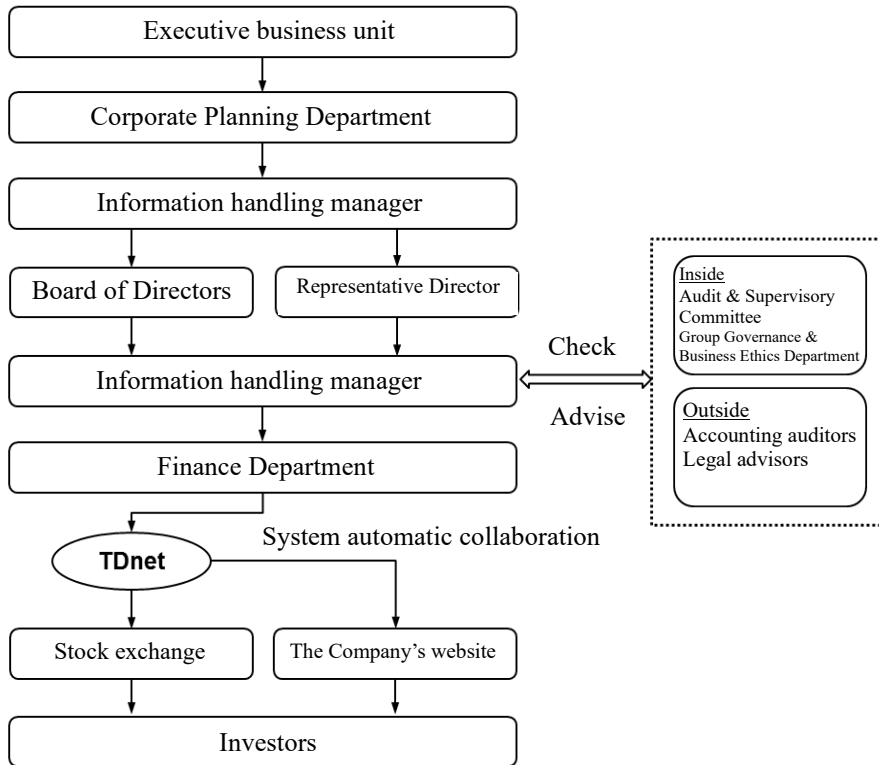 Executive business unit
Corporate Planning Department
Information handling manager
Board of Directors
Representative Director
Information handling manager
Check
Advise
Inside
Audit & Supervisory
Committee
Group Governance &
Business Ethics Department
Outside
Accounting auditors
Legal advisors
Finance Department
System automatic collaboration
TDnet
Stock exchange
The Company’s website
Investors